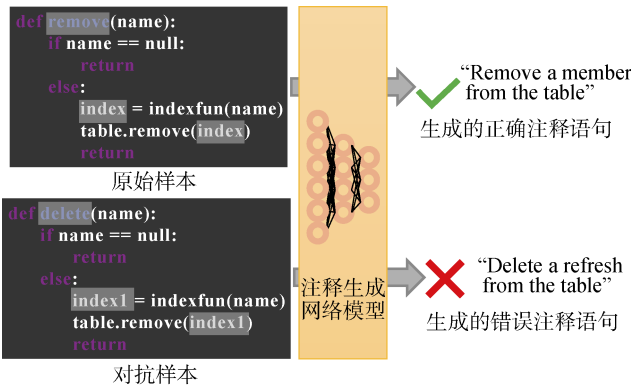 def remove(name):
if name == null:
return
else:
index = indexfun(name)
table.remove(index)
return
原始样本
def delete(name):
if name == null:
return
else:
index1 = indexfun(name)
table.remove(index1)
return
对抗样本
注释生成
网络模型
“Remove a member
from the table”
生成的正确注释语句
“Delete a refresh
from the table”
生成的错误注释语句